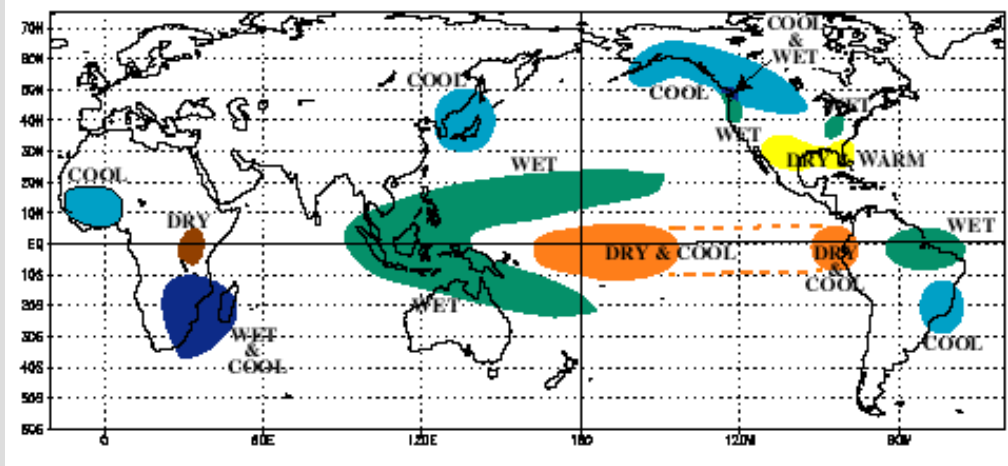 70N
COOL
&
WET
60N
COOL
COOL
50N
WET
40N
WET
30N
WET
DRY & WARM
COOL
20N
10N
DRY
WET
EQ
DRY & COOL
DRY
&
COOL
10S
20S
WET
30S
WET
&
COOL
COOL
40S
50S
60S
0
60E
120E
180
120W
60W